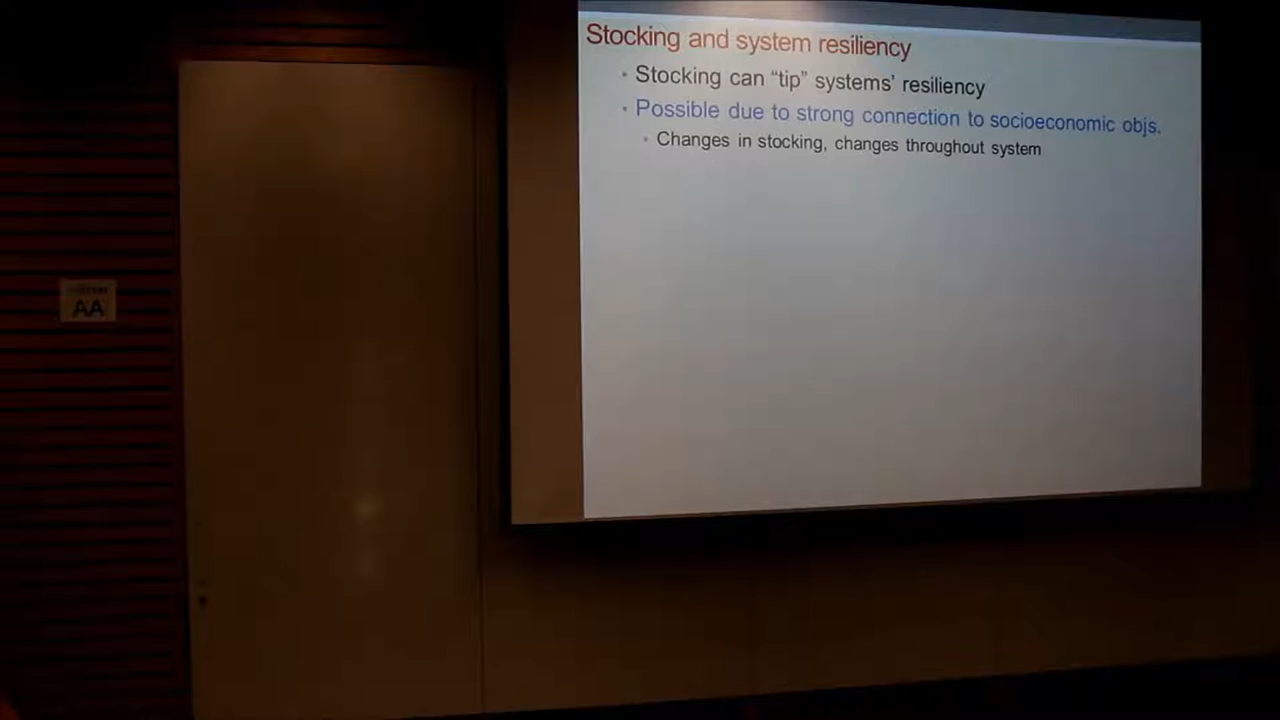 Stocking and system resiliency
• Stocking can “tip” systems’ resiliency
• Possible due to strong connection to socioeconomic objs.
• Changes in stocking, changes throughout system
AA